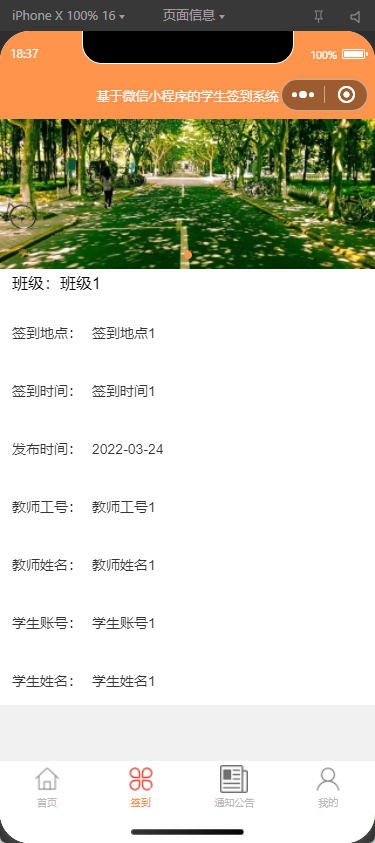 iPhone X 100% 16 页面信息
18:37 100%
基于微信小程序的学生签到系统
班级：班级1
签到地点： 签到地点1
签到时间： 签到时间1
发布时间： 2022-03-24
教师工号： 教师工号1
教师姓名： 教师姓名1
学生账号： 学生账号1
学生姓名： 学生姓名1
首页 签到 通知公告 我的